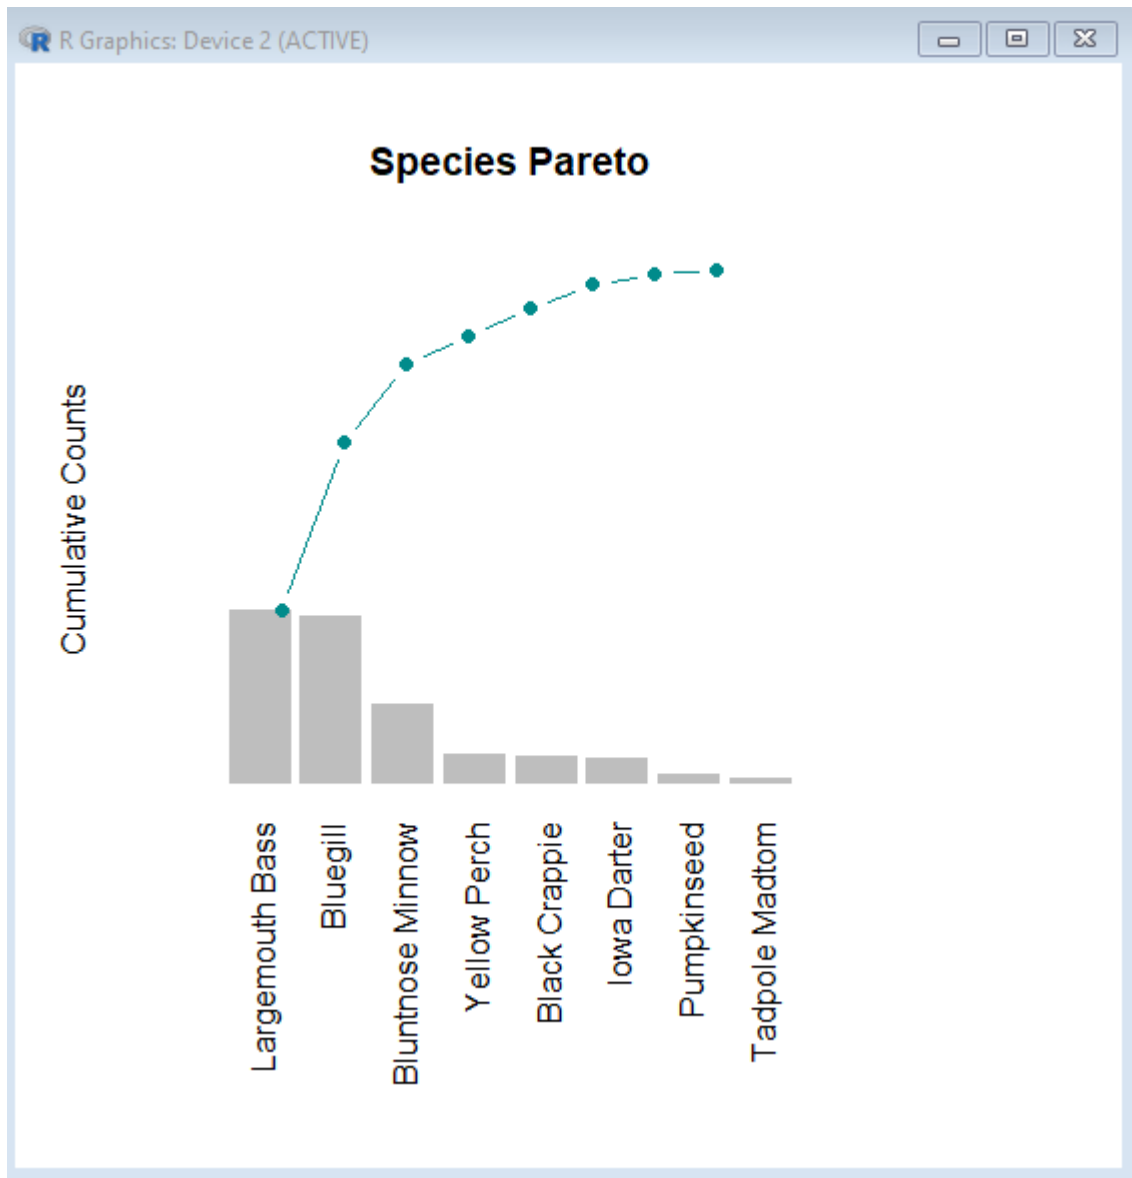 R Graphics: Device 2 (ACTIVE)
Species Pareto
Cumulative Counts
Largemouth Bass
Bluegill
Bluntnose Minnow
Yellow Perch
Black Crappie
Iowa Darter
Pumpkinseed
Tadpole Madtom